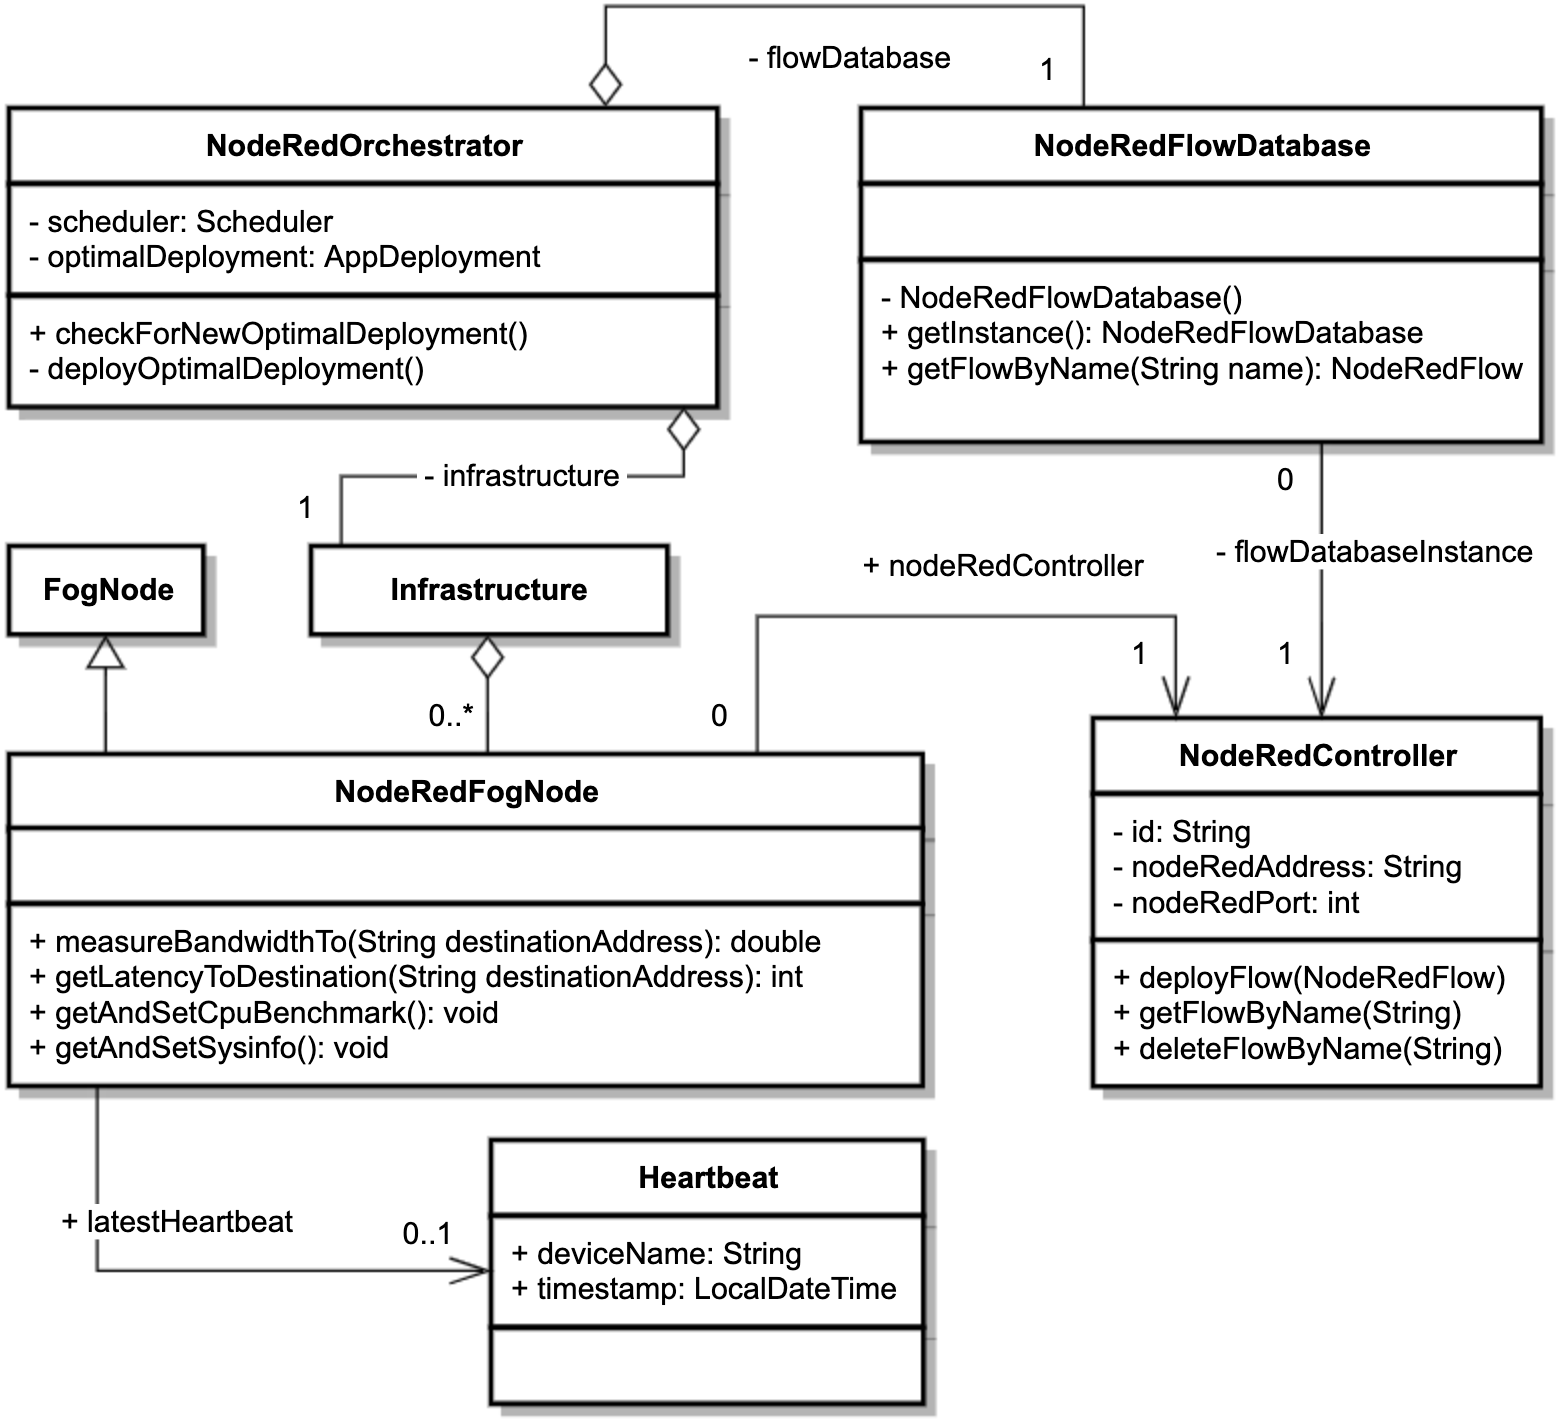 - flowDatabase
1
NodeRedOrchestrator
- scheduler: Scheduler
- optimalDeployment: AppDeployment
+ checkForNewOptimalDeployment()
- deployOptimalDeployment()
NodeRedFlowDatabase
- NodeRedFlowDatabase()
+ getInstance(): NodeRedFlowDatabase
+ getFlowByName(String name): NodeRedFlow
- infrastructure
1
0
- flowDatabaseInstance
1
FogNode
Infrastructure
+ nodeRedController
1
0..*
0
NodeRedFogNode
+ measureBandwidthTo(String destinationAddress): double
+ getLatencyToDestination(String destinationAddress): int
+ getAndSetCpuBenchmark(): void
+ getAndSetSysinfo(): void
NodeRedController
- id: String
- nodeRedAddress: String
- nodeRedPort: int
+ deployFlow(NodeRedFlow)
+ getFlowByName(String)
+ deleteFlowByName(String)
+ latestHeartbeat
0..1
Heartbeat
+ deviceName: String
+ timestamp: LocalDateTime